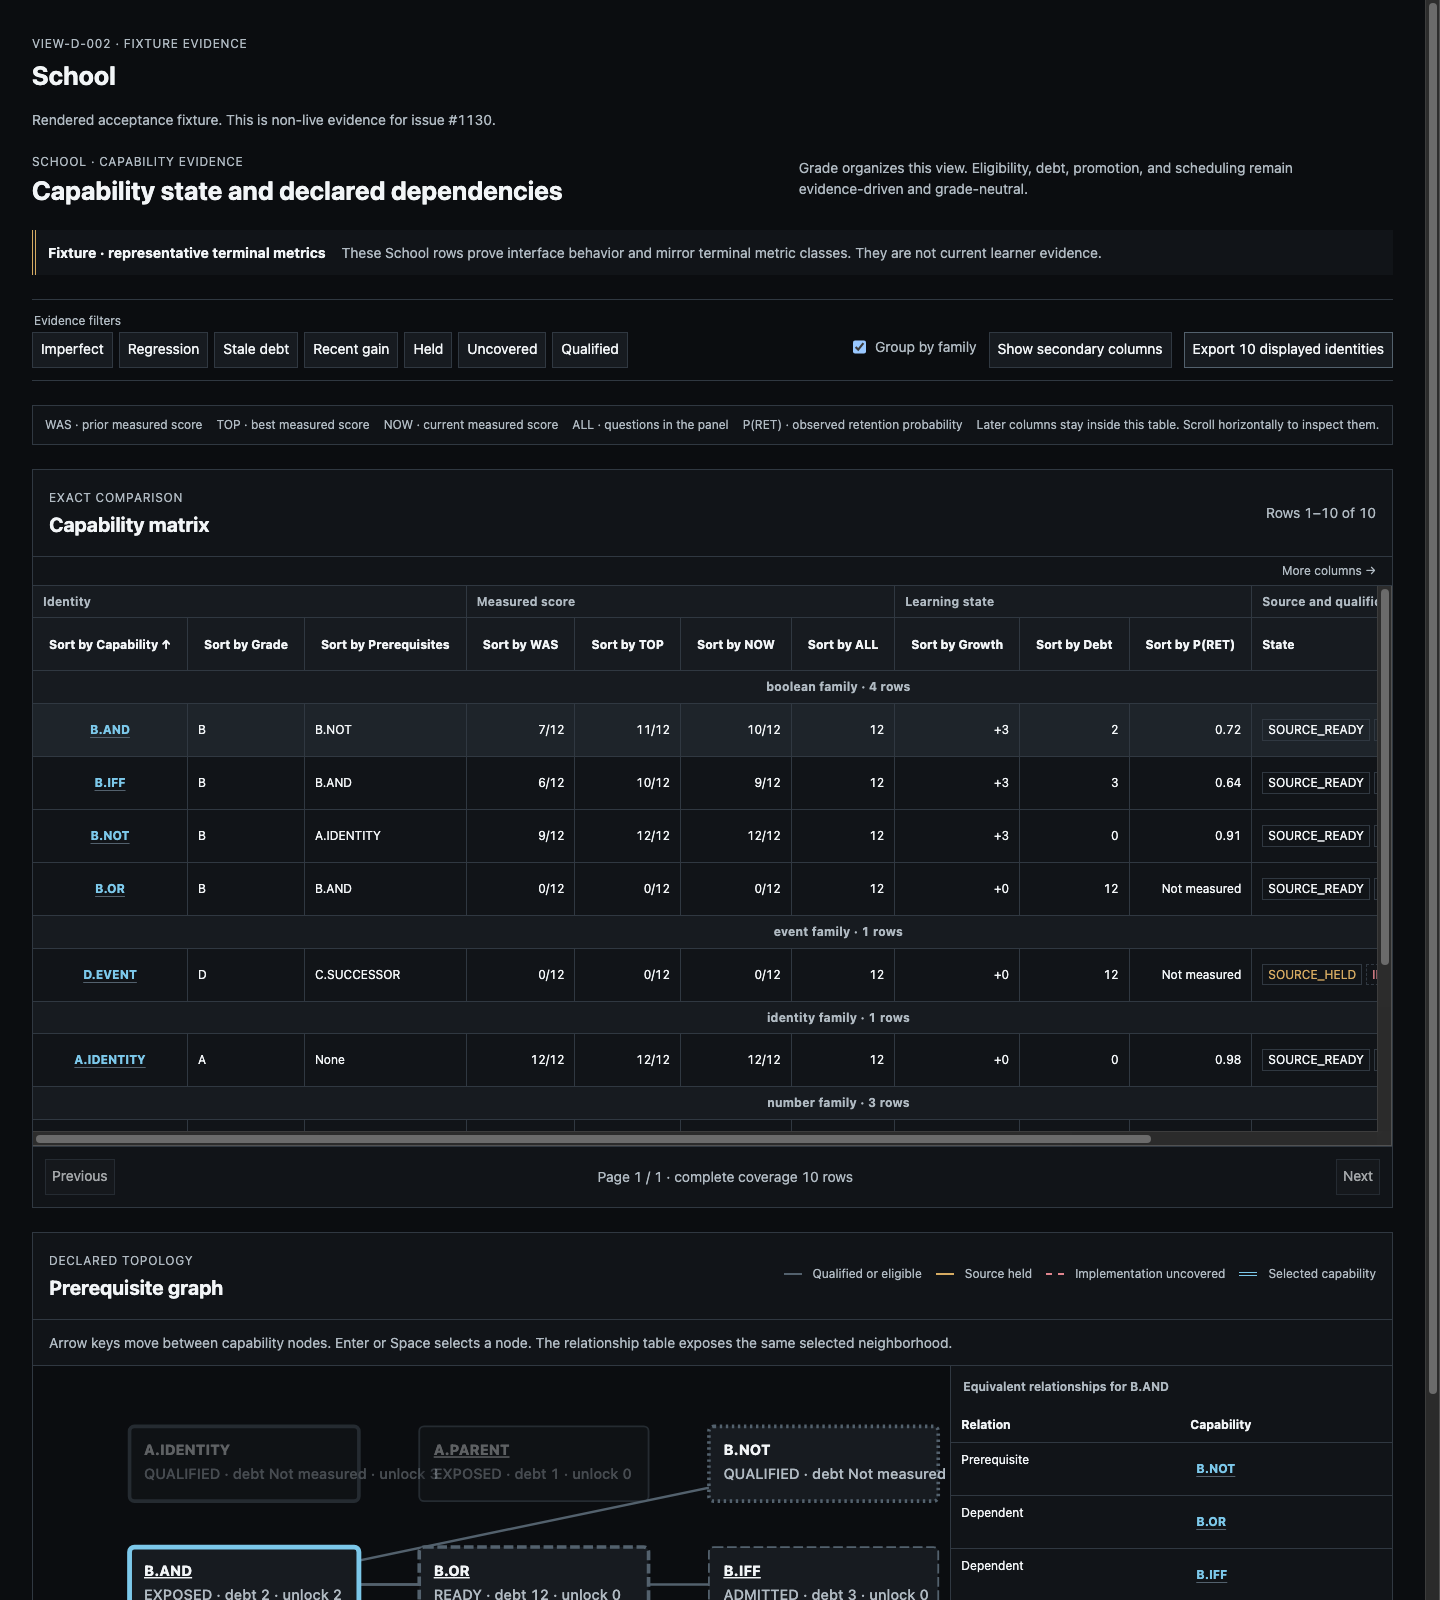 VIEW-D-002 · FIXTURE EVIDENCE
School
Rendered acceptance fixture. This is non-live evidence for issue #1130.
SCHOOL · CAPABILITY EVIDENCE
Capability state and declared dependencies
Grade organizes this view. Eligibility, debt, promotion, and scheduling remain
evidence-driven and grade-neutral.
Fixture · representative terminal metrics These School rows prove interface behavior and mirror terminal metric classes. They are not current learner evidence.
Evidence filters
Imperfect Regression Stale debt Recent gain Held Uncovered Qualified Group by family Show secondary columns Export 10 displayed identities
WAS · prior measured score TOP · best measured score NOW · current measured score ALL · questions in the panel P(RET) · observed retention probability Later columns stay inside this table. Scroll horizontally to inspect them.
EXACT COMPARISON
Capability matrix
Rows 1–10 of 10
More columns →
Identity Measured score Learning state Source and qualific
Sort by Capability ↑ Sort by Grade Sort by Prerequisites Sort by WAS Sort by TOP Sort by NOW Sort by ALL Sort by Growth Sort by Debt Sort by P(RET) State
boolean family · 4 rows
B.AND B B.NOT 7/12 11/12 10/12 12 +3 2 0.72 SOURCE_READY
B.IFF B B.AND 6/12 10/12 9/12 12 +3 3 0.64 SOURCE_READY
B.NOT B A.IDENTITY 9/12 12/12 12/12 12 +3 0 0.91 SOURCE_READY
B.OR B B.AND 0/12 0/12 0/12 12 +0 12 Not measured SOURCE_READY
event family · 1 rows
D.EVENT D C.SUCCESSOR 0/12 0/12 0/12 12 +0 12 Not measured SOURCE_HELD
identity family · 1 rows
A.IDENTITY A None 12/12 12/12 12/12 12 +0 0 0.98 SOURCE_READY
number family · 3 rows
Previous Page 1 / 1 · complete coverage 10 rows Next
DECLARED TOPOLOGY
Prerequisite graph
Qualified or eligible Source held Implementation uncovered Selected capability
Arrow keys move between capability nodes. Enter or Space selects a node. The relationship table exposes the same selected neighborhood.
A.IDENTITY
QUALIFIED · debt Not measured · unlock 3
A.PARENT
EXPOSED · debt 1 · unlock 0
B.NOT
QUALIFIED · debt Not measured
B.AND
EXPOSED · debt 2 · unlock 2
B.OR
READY · debt 12 · unlock 0
B.IFF
ADMITTED · debt 3 · unlock 0
Equivalent relationships for B.AND
Relation Capability
Prerequisite B.NOT
Dependent B.OR
Dependent B.IFF